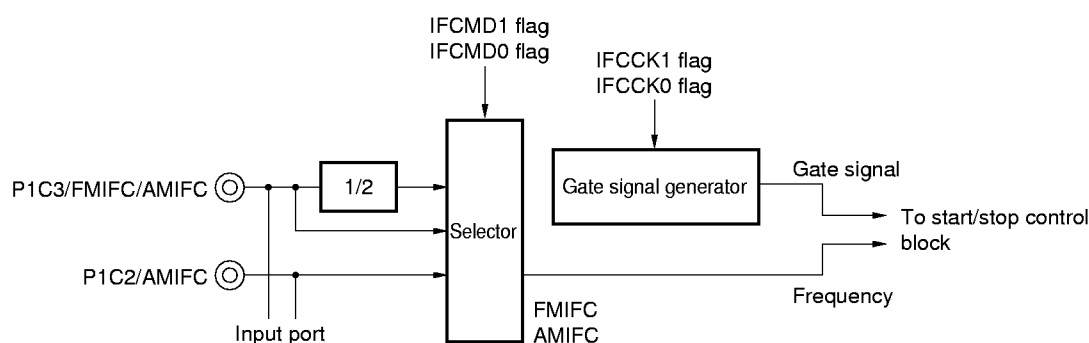 IFCMD1 flag
IFCMD0 flag
IFCCK1 flag
IFCCK0 flag
P1C3/FMIFC/AMIFC
1/2
Gate signal generator
Gate signal
To start/stop control
block
Selector
P1C2/AMIFC
Frequency
FMIFC
AMIFC
Input port